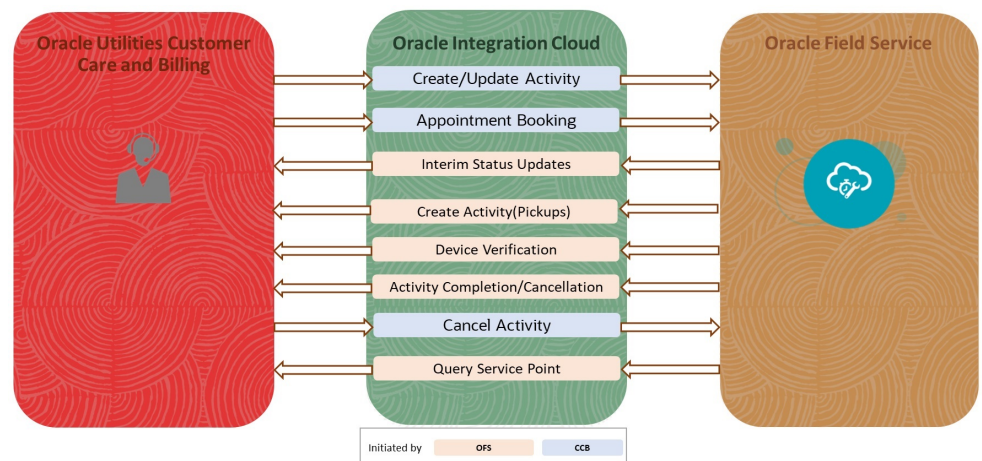 Oracle Utilities Customer
Care and Billing
Oracle Integration Cloud
Oracle Field Service
Create/Update Activity
Appointment Booking
Interim Status Updates
Create Activity(Pickups)
Device Verification
Activity Completion/Cancellation
Cancel Activity
Query Service Point
Initiated by
OFS
CCB